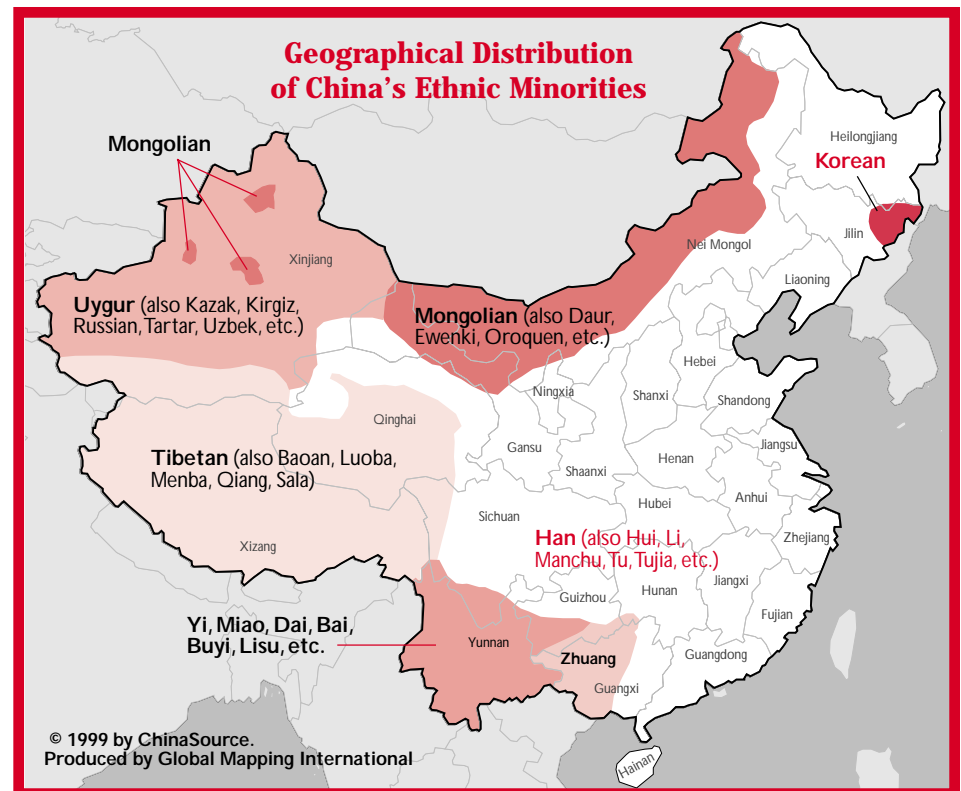 Geographical Distribution
of China's Ethnic Minorities
Mongolian
Heilongjiang
Korean
Jilin
Nei Mongol
Xinjiang
Liaoning
Uygur (also Kazak, Kirgiz,
Russian, Tartar, Uzbek, etc.)
Mongolian (also Daur,
Ewenki, Oroquen, etc.)
Hebei
Ningxia
Shanxi
Shandong
Qinghai
Gansu
Jiangsu
Tibetan (also Baoan, Luoba,
Menba, Qiang, Sala)
Henan
Shaanxi
Anhui
Hubei
Sichuan
Zhejiang
Han (also Hui, Li,
Manchu, Tu, Tujia, etc.)
Xizang
Jiangxi
Hunan
Guizhou
Fujian
Yi, Miao, Dai, Bai,
Buyi, Lisu, etc.
Yunnan
Zhuang
Guangdong
Guangxi
© 1999 by ChinaSource.
Produced by Global Mapping International
Hainan